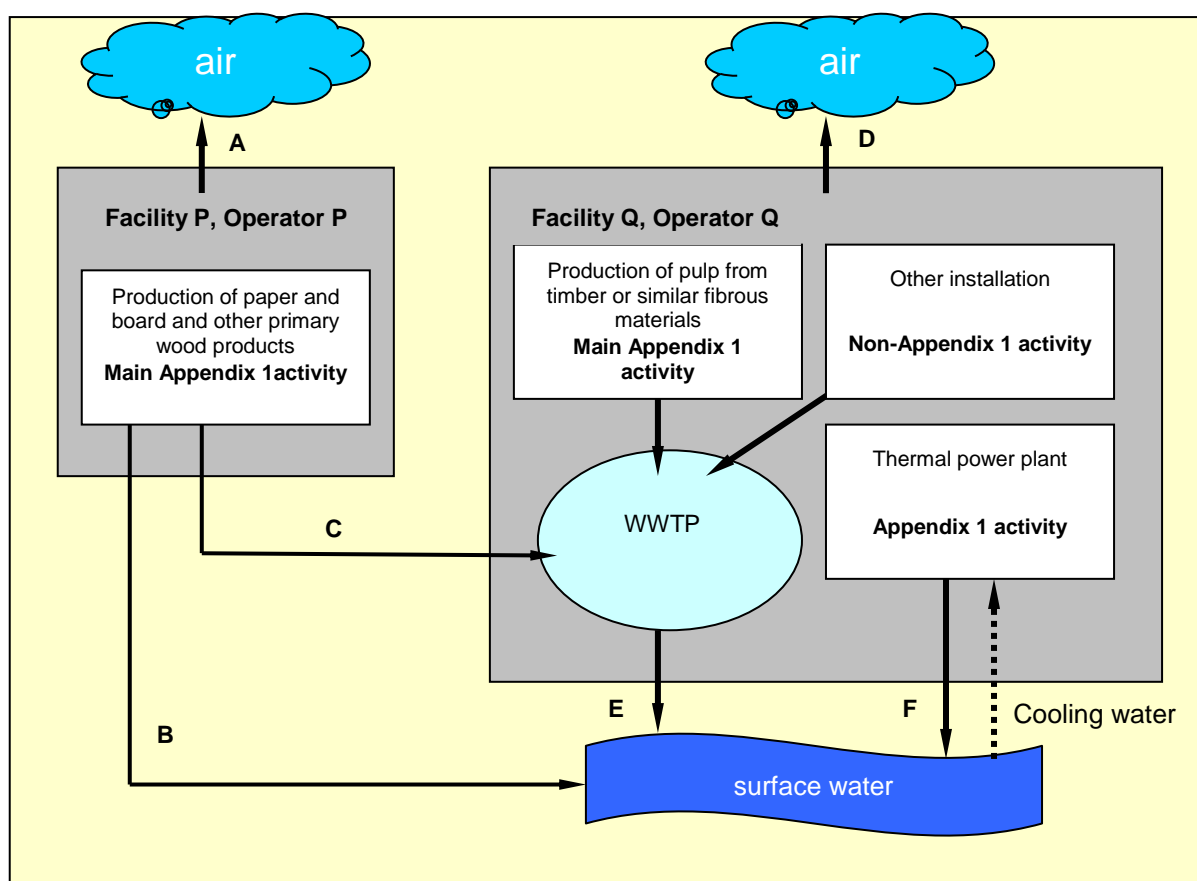 air
air
A
D
Facility P, Operator P
Production of paper and
board and other primary
wood products
Main Appendix 1activity
Facility Q, Operator Q
Production of pulp from
timber or similar fibrous
materials
Main Appendix 1
activity
Other installation
Non-Appendix 1 activity
Thermal power plant
Appendix 1 activity
WWTP
C
E
F
Cooling water
B
surface water